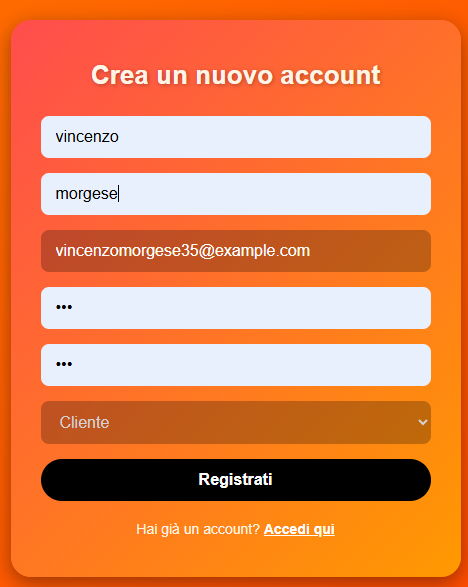 Crea un nuovo account
vincenzo
morgese
vincenzomorgese35@example.com
•••
•••
Cliente
Registrati
Hai già un account? Accedi qui